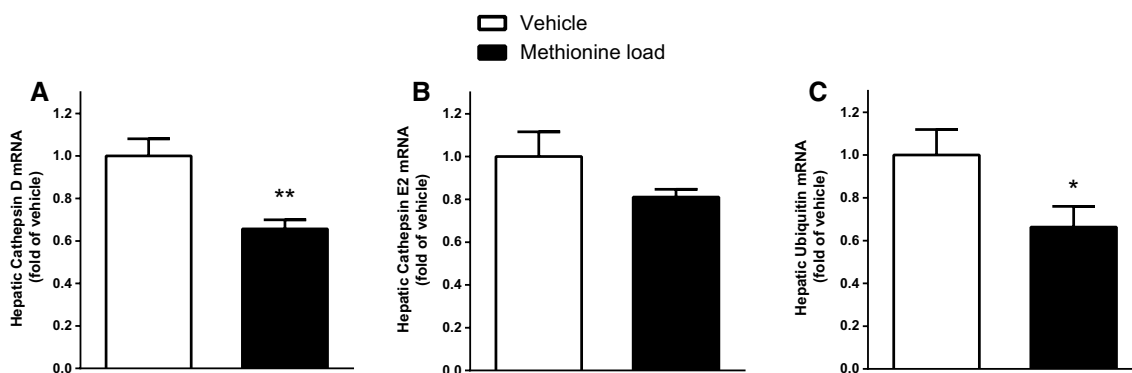 Vehicle
Methionine load
A
Hepatic Cathepsin D mRNA
(fold of vehicle)
1.2
1.0
0.8
0.6
0.4
0.2
0.0
**
B
Hepatic Cathepsin E2 mRNA
(fold of vehicle)
1.2
1.0
0.8
0.6
0.4
0.2
0.0
C
Hepatic Ubiquitin mRNA
(fold of vehicle)
1.2
1.0
0.8
0.6
0.4
0.2
0.0
*